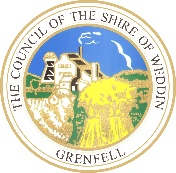 THE COUNCIL OF THE SHIRE OF WEDDIN
GRENFELL